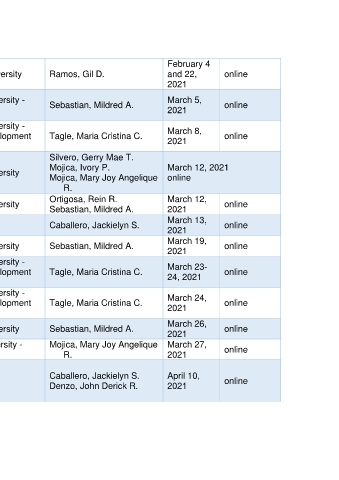 versity
Ramos, Gil D.
February 4
and 22,
2021
online
ersity -
Sebastian, Mildred A.
March 5,
2021
online
ersity -
lopment
Tagle, Maria Cristina C.
March 8,
2021
online
ersity
Silvero, Gerry Mae T.
Mojica, Ivory P.
Mojica, Mary Joy Angelique
R.
March 12, 2021
online
ersity
Ortigosa, Rein R.
Sebastian, Mildred A.
March 12,
2021
online
Caballero, Jackielyn S.
March 13,
2021
online
ersity
Sebastian, Mildred A.
March 19,
2021
online
ersity -
lopment
Tagle, Maria Cristina C.
March 23-
24, 2021
online
ersity -
lopment
Tagle, Maria Cristina C.
March 24,
2021
online
ersity
Sebastian, Mildred A.
March 26,
2021
online
rsity -
Mojica, Mary Joy Angelique
R.
March 27,
2021
online
Caballero, Jackielyn S.
Denzo, John Derick R.
April 10,
2021
online